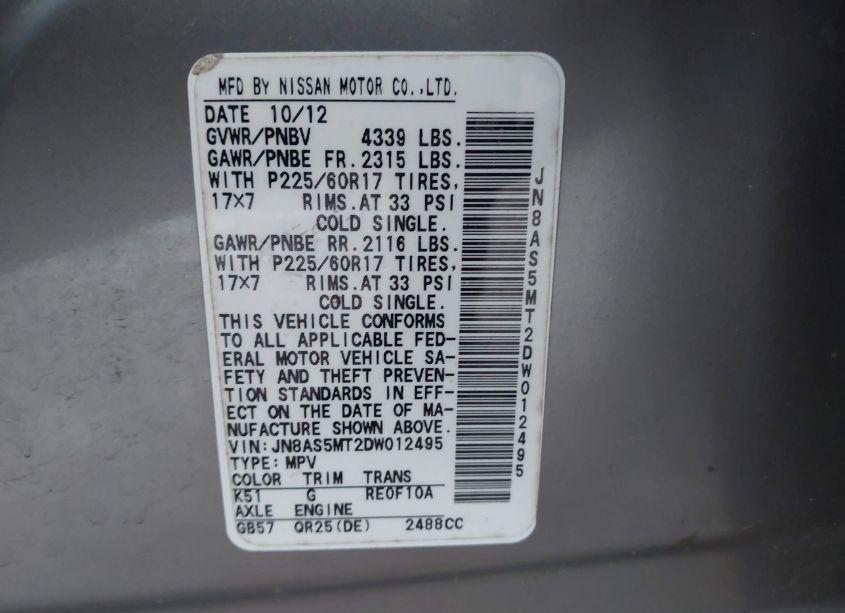 MFD BY NISSAN MOTOR CO.,LTD.
DATE 10/12
GVWR/PNBV 4339 LBS.
GAWR/PNBE FR.2315 LBS.
WITH P225/60R17 TIRES,
17×7 RIMS.AT 33 PSI
COLD SINGLE.
GAWR/PNBE RR.2116 LBS.
WITH P225/60R17 TIRES,
17×7 RIMS.AT 33 PSI
COLD SINGLE.
THIS VEHICLE CONFORMS
TO ALL APPLICABLE FED-
ERAL MOTOR VEHICLE SA-
FETY AND THEFT PREVEN-
TION STANDARDS IN EFF-
ECT ON THE DATE OF MA-
NUFACTURE SHOWN ABOVE.
VIN:JN8AS5MT2DW012495
TYPE:MPV
COLOR TRIM TRANS
K51 G RE0F10A
AXLE ENGINE
GB57 QR25(DE) 2488CC
JN8AS5MT2DW012495